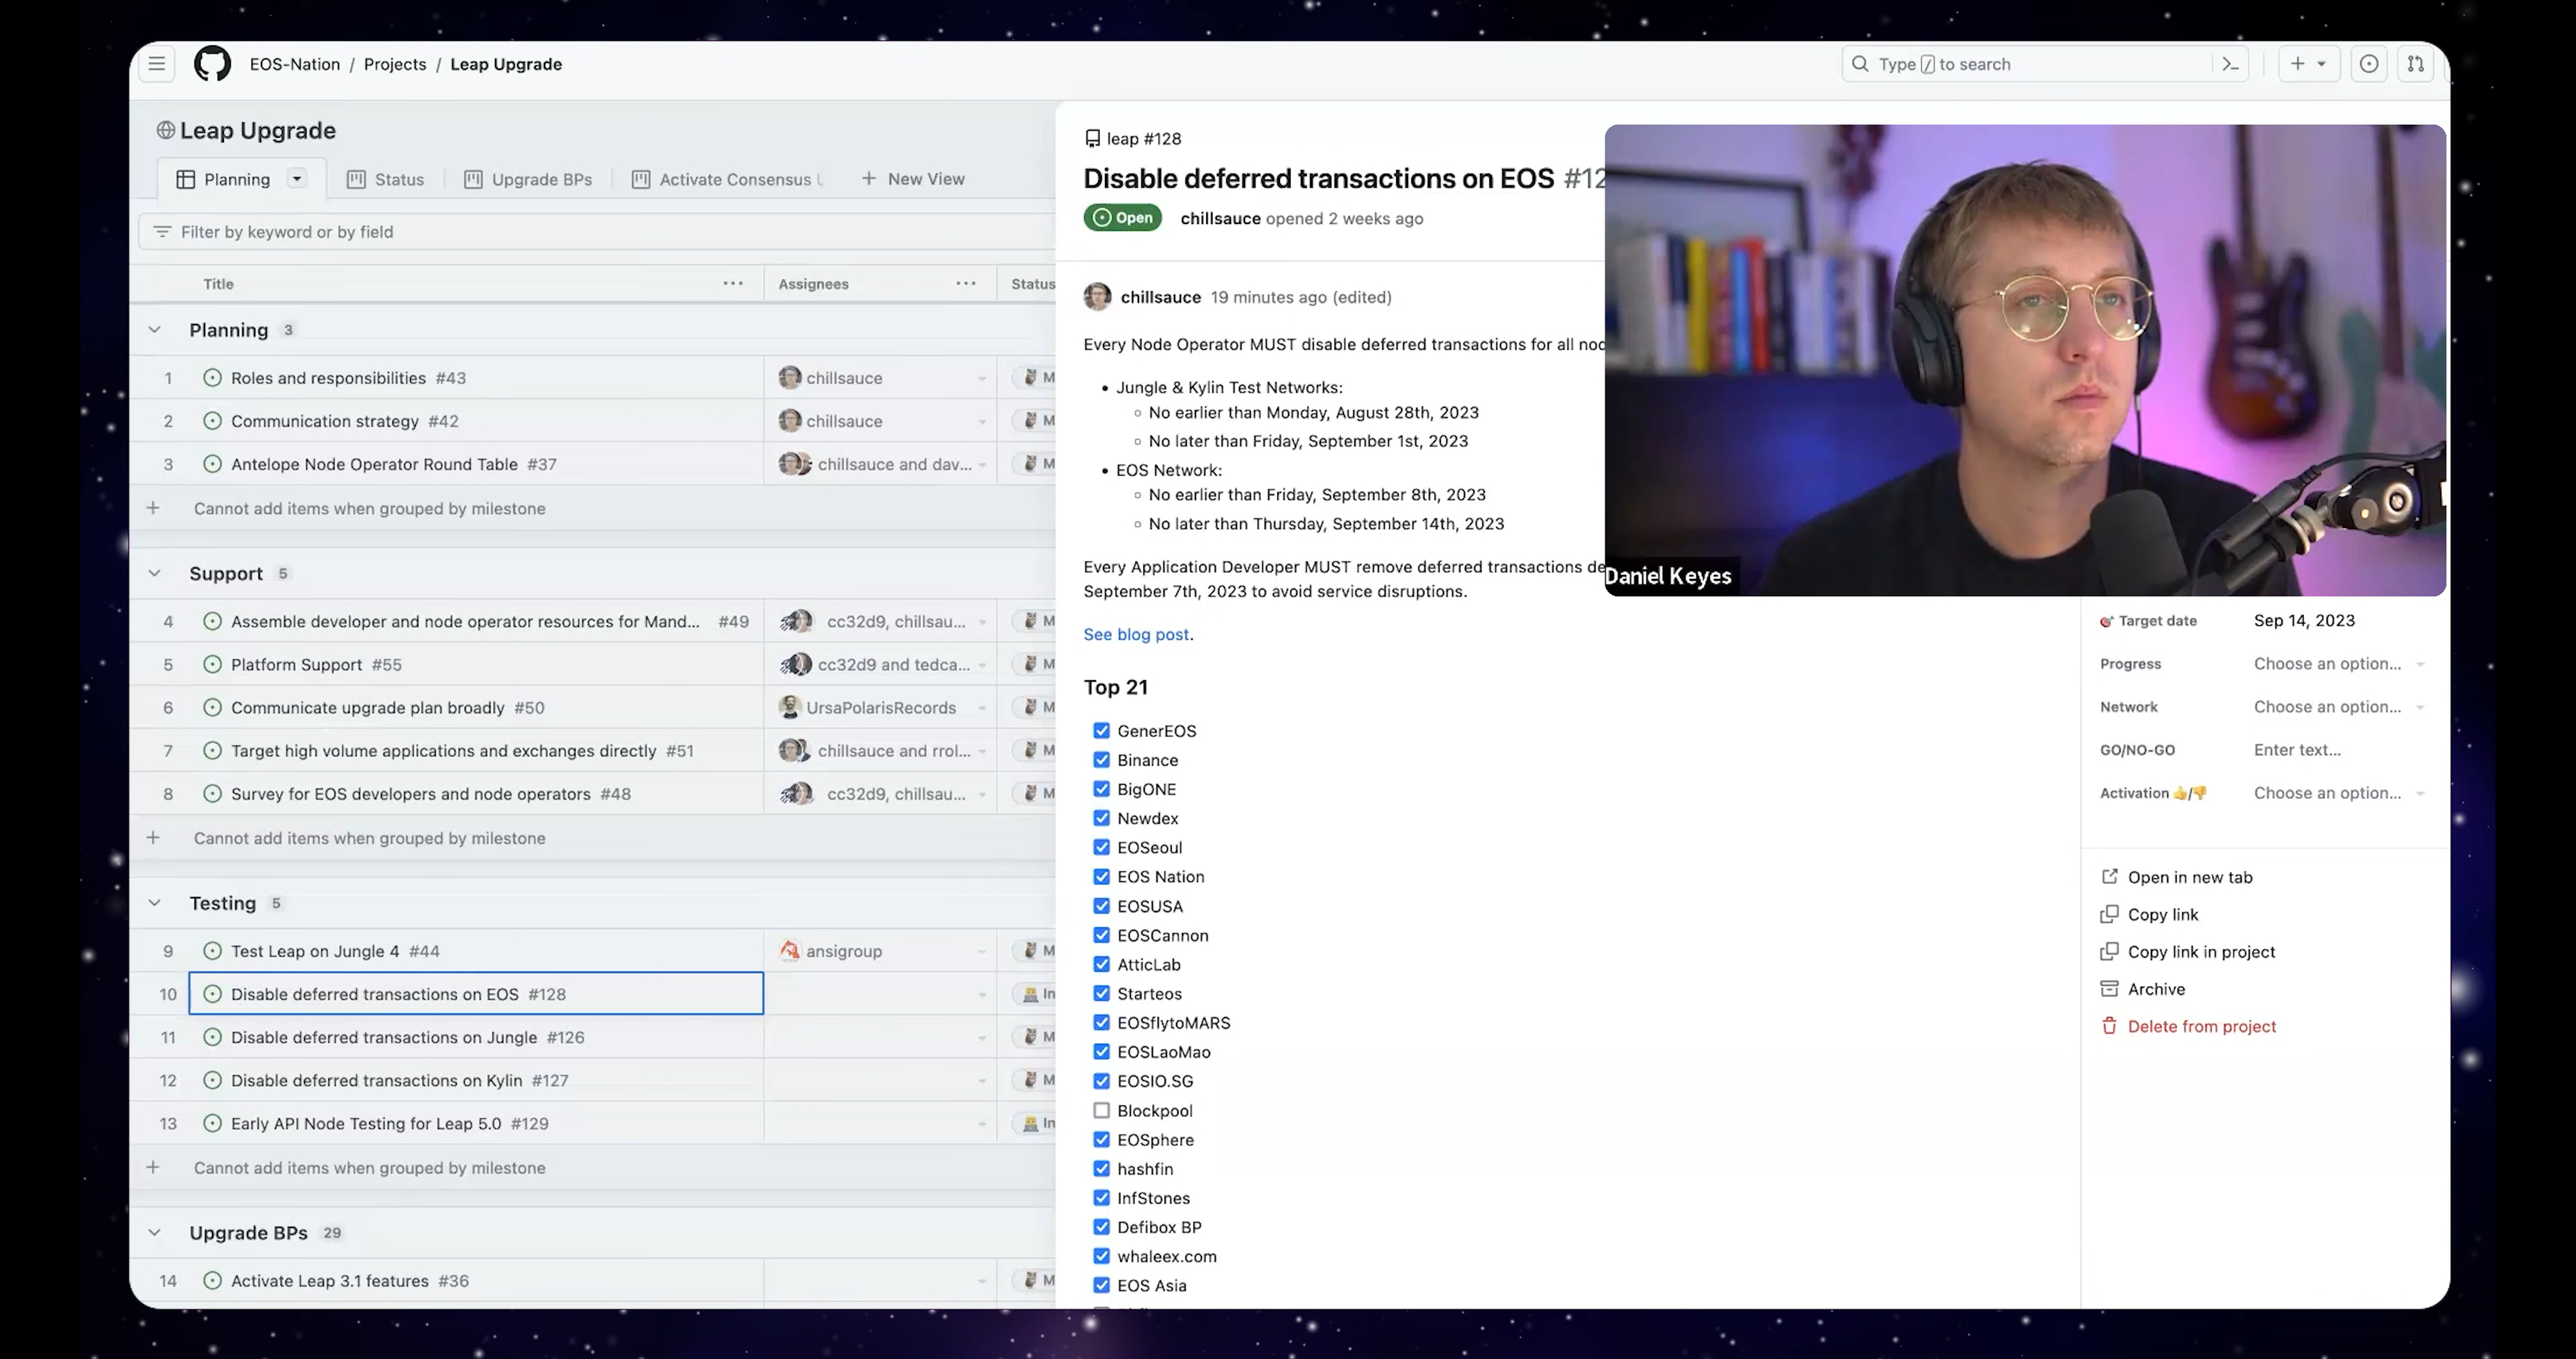 EOS-Nation / Projects / Leap Upgrade
Type / to search
Leap Upgrade
Planning
Status
Upgrade BPs
Activate Consensus
+ New View
Filter by keyword or by field
Title
Assignees
Status
Planning 3
1 Roles and responsibilities #43 chillsauce M
2 Communication strategy #42 chillsauce M
3 Antelope Node Operator Round Table #37 chillsauce and dav... M
+ Cannot add items when grouped by milestone
Support 5
4 Assemble developer and node operator resources for Mand... #49 cc32d9, chillsau... M
5 Platform Support #55 cc32d9 and tedca... M
6 Communicate upgrade plan broadly #50 UrsaPolarisRecords M
7 Target high volume applications and exchanges directly #51 chillsauce and rrol... M
8 Survey for EOS developers and node operators #48 cc32d9, chillsau... M
+ Cannot add items when grouped by milestone
Testing 5
9 Test Leap on Jungle 4 #44 ansigroup M
10 Disable deferred transactions on EOS #128 In
11 Disable deferred transactions on Jungle #126 M
12 Disable deferred transactions on Kylin #127 M
13 Early API Node Testing for Leap 5.0 #129 In
+ Cannot add items when grouped by milestone
Upgrade BPs 29
14 Activate Leap 3.1 features #36 M
leap #128
Disable deferred transactions on EOS #12
Open chillsauce opened 2 weeks ago
chillsauce 19 minutes ago (edited)
Every Node Operator MUST disable deferred transactions for all nod
• Jungle & Kylin Test Networks:
No earlier than Monday, August 28th, 2023
No later than Friday, September 1st, 2023
• EOS Network:
No earlier than Friday, September 8th, 2023
No later than Thursday, September 14th, 2023
Every Application Developer MUST remove deferred transactions de
September 7th, 2023 to avoid service disruptions.
See blog post.
Top 21
GenerEOS
Binance
BigONE
Newdex
EOSeoul
EOS Nation
EOSUSA
EOSCannon
AtticLab
Starteos
EOSflytoMARS
EOSLaoMao
EOSIO.SG
Blockpool
EOSphere
hashfin
InfStones
Defibox BP
whaleex.com
EOS Asia
Daniel Keyes
Target date Sep 14, 2023
Progress Choose an option...
Network Choose an option...
GO/NO-GO Enter text...
Activation 👍/👎 Choose an option...
Open in new tab
Copy link
Copy link in project
Archive
Delete from project